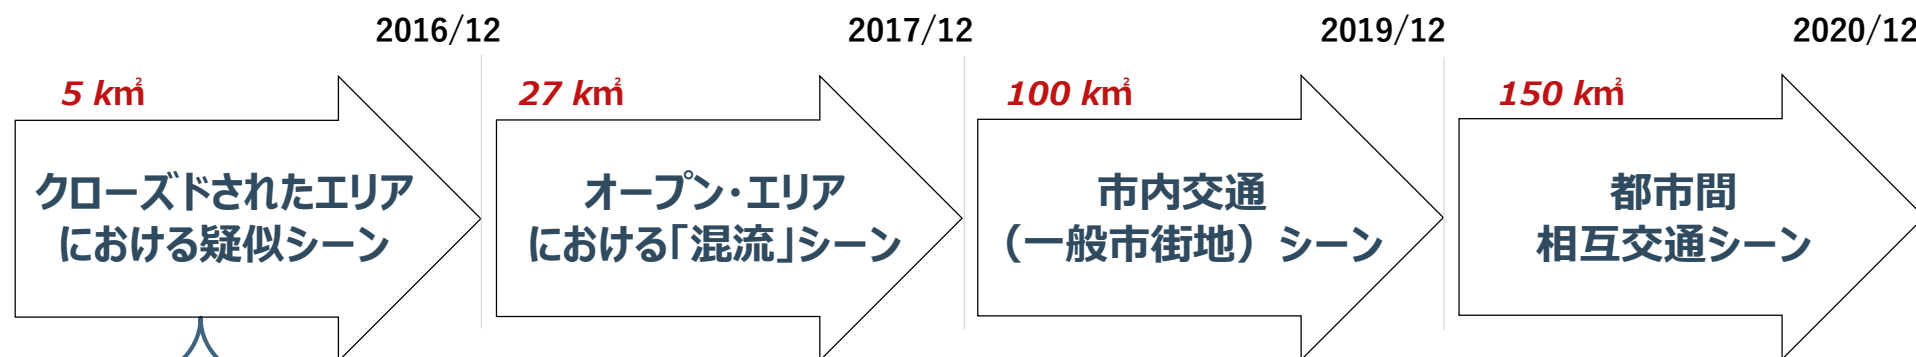 2016/12
2017/12
2019/12
2020/12
5 k㎡
27 k㎡
100 k㎡
150 k㎡
クローズドされたエリア
における疑似シーン
オープン・エリア
における「混流」シーン
市内交通
（一般市街地）シーン
都市間
相互交通シーン